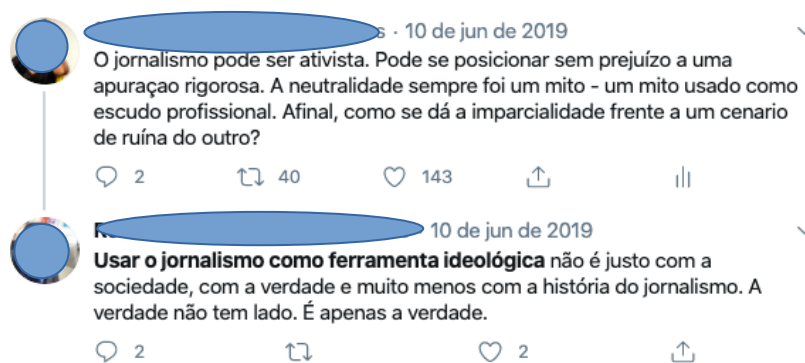 s · 10 de jun de 2019
O jornalismo pode ser ativista. Pode se posicionar sem prejuízo a uma
apuraçao rigorosa. A neutralidade sempre foi um mito - um mito usado como
escudo profissional. Afinal, como se dá a imparcialidade frente a um cenario
de ruína do outro?
2 40 143
10 de jun de 2019
Usar o jornalismo como ferramenta ideológica não é justo com a
sociedade, com a verdade e muito menos com a história do jornalismo. A
verdade não tem lado. É apenas a verdade.
2 2